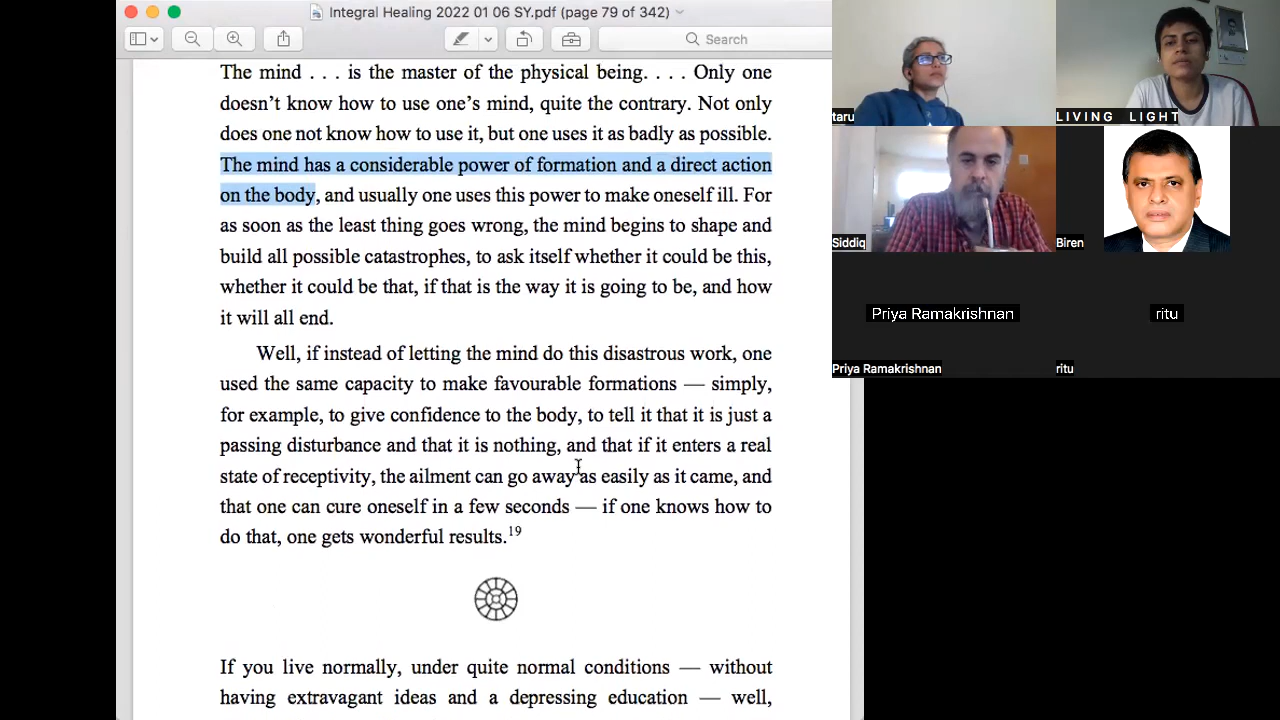 Integral Healing 2022 01 06 SY.pdf (page 79 of 342)
Search
The mind . . . is the master of the physical being. . . . Only one
doesn’t know how to use one’s mind, quite the contrary. Not only
does one not know how to use it, but one uses it as badly as possible.
The mind has a considerable power of formation and a direct action
on the body, and usually one uses this power to make oneself ill. For
as soon as the least thing goes wrong, the mind begins to shape and
build all possible catastrophes, to ask itself whether it could be this,
whether it could be that, if that is the way it is going to be, and how
it will all end.
Well, if instead of letting the mind do this disastrous work, one
used the same capacity to make favourable formations — simply,
for example, to give confidence to the body, to tell it that it is just a
passing disturbance and that it is nothing, and that if it enters a real
state of receptivity, the ailment can go away as easily as it came, and
that one can cure oneself in a few seconds — if one knows how to
do that, one gets wonderful results.19
If you live normally, under quite normal conditions — without
having extravagant ideas and a depressing education — well,
taru
LIVING LIGHT
Siddiq
Biren
Priya Ramakrishnan
ritu
Priya Ramakrishnan
ritu